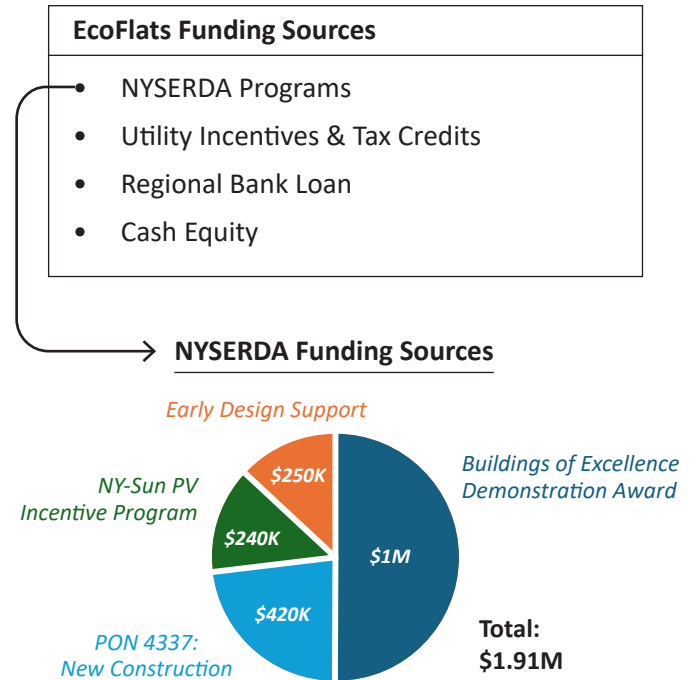 EcoFlats Funding Sources
• NYSERDA Programs
• Utility Incentives & Tax Credits
• Regional Bank Loan
• Cash Equity
NYSERDA Funding Sources
Early Design Support
$250K
NY-Sun PV
Incentive Program
$240K
Buildings of Excellence
Demonstration Award
$1M
$420K
PON 4337:
New Construction
Total:
$1.91M